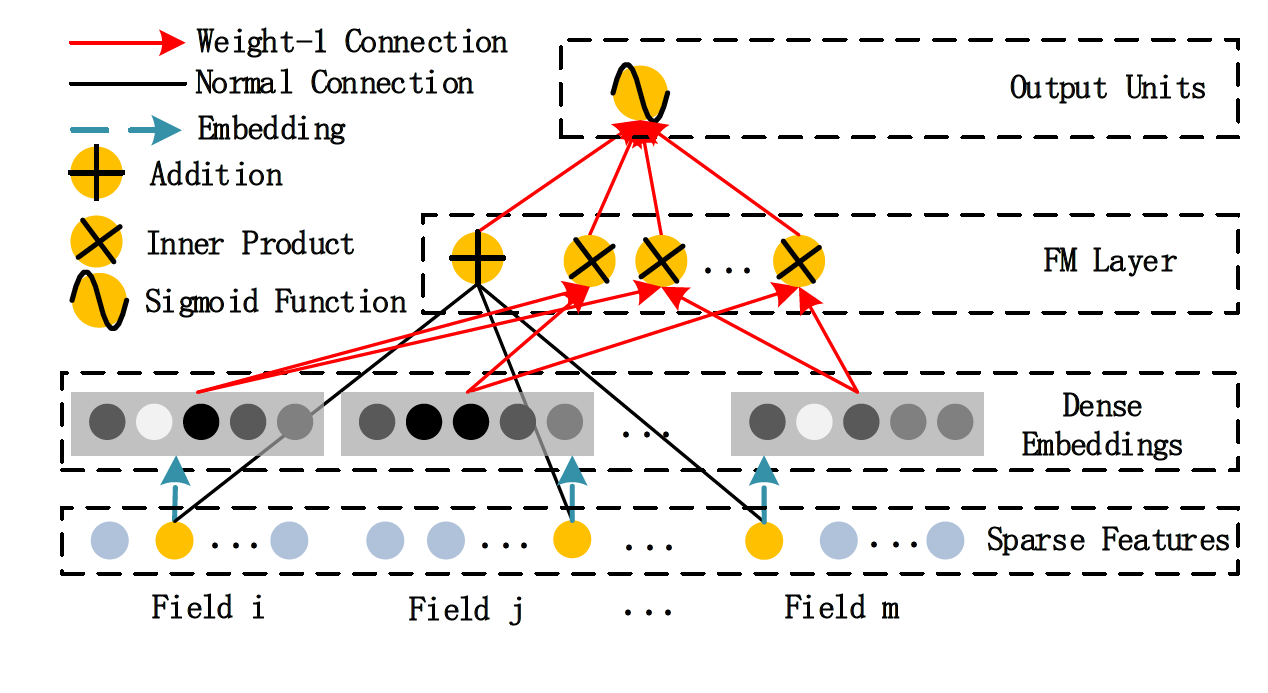 Weight-1 Connection
Normal Connection
Embedding
Addition
Inner Product
Sigmoid Function
Output Units
FM Layer
...
Dense
Embeddings
...
... ... ... ...
Sparse Features
Field i Field j ... Field m